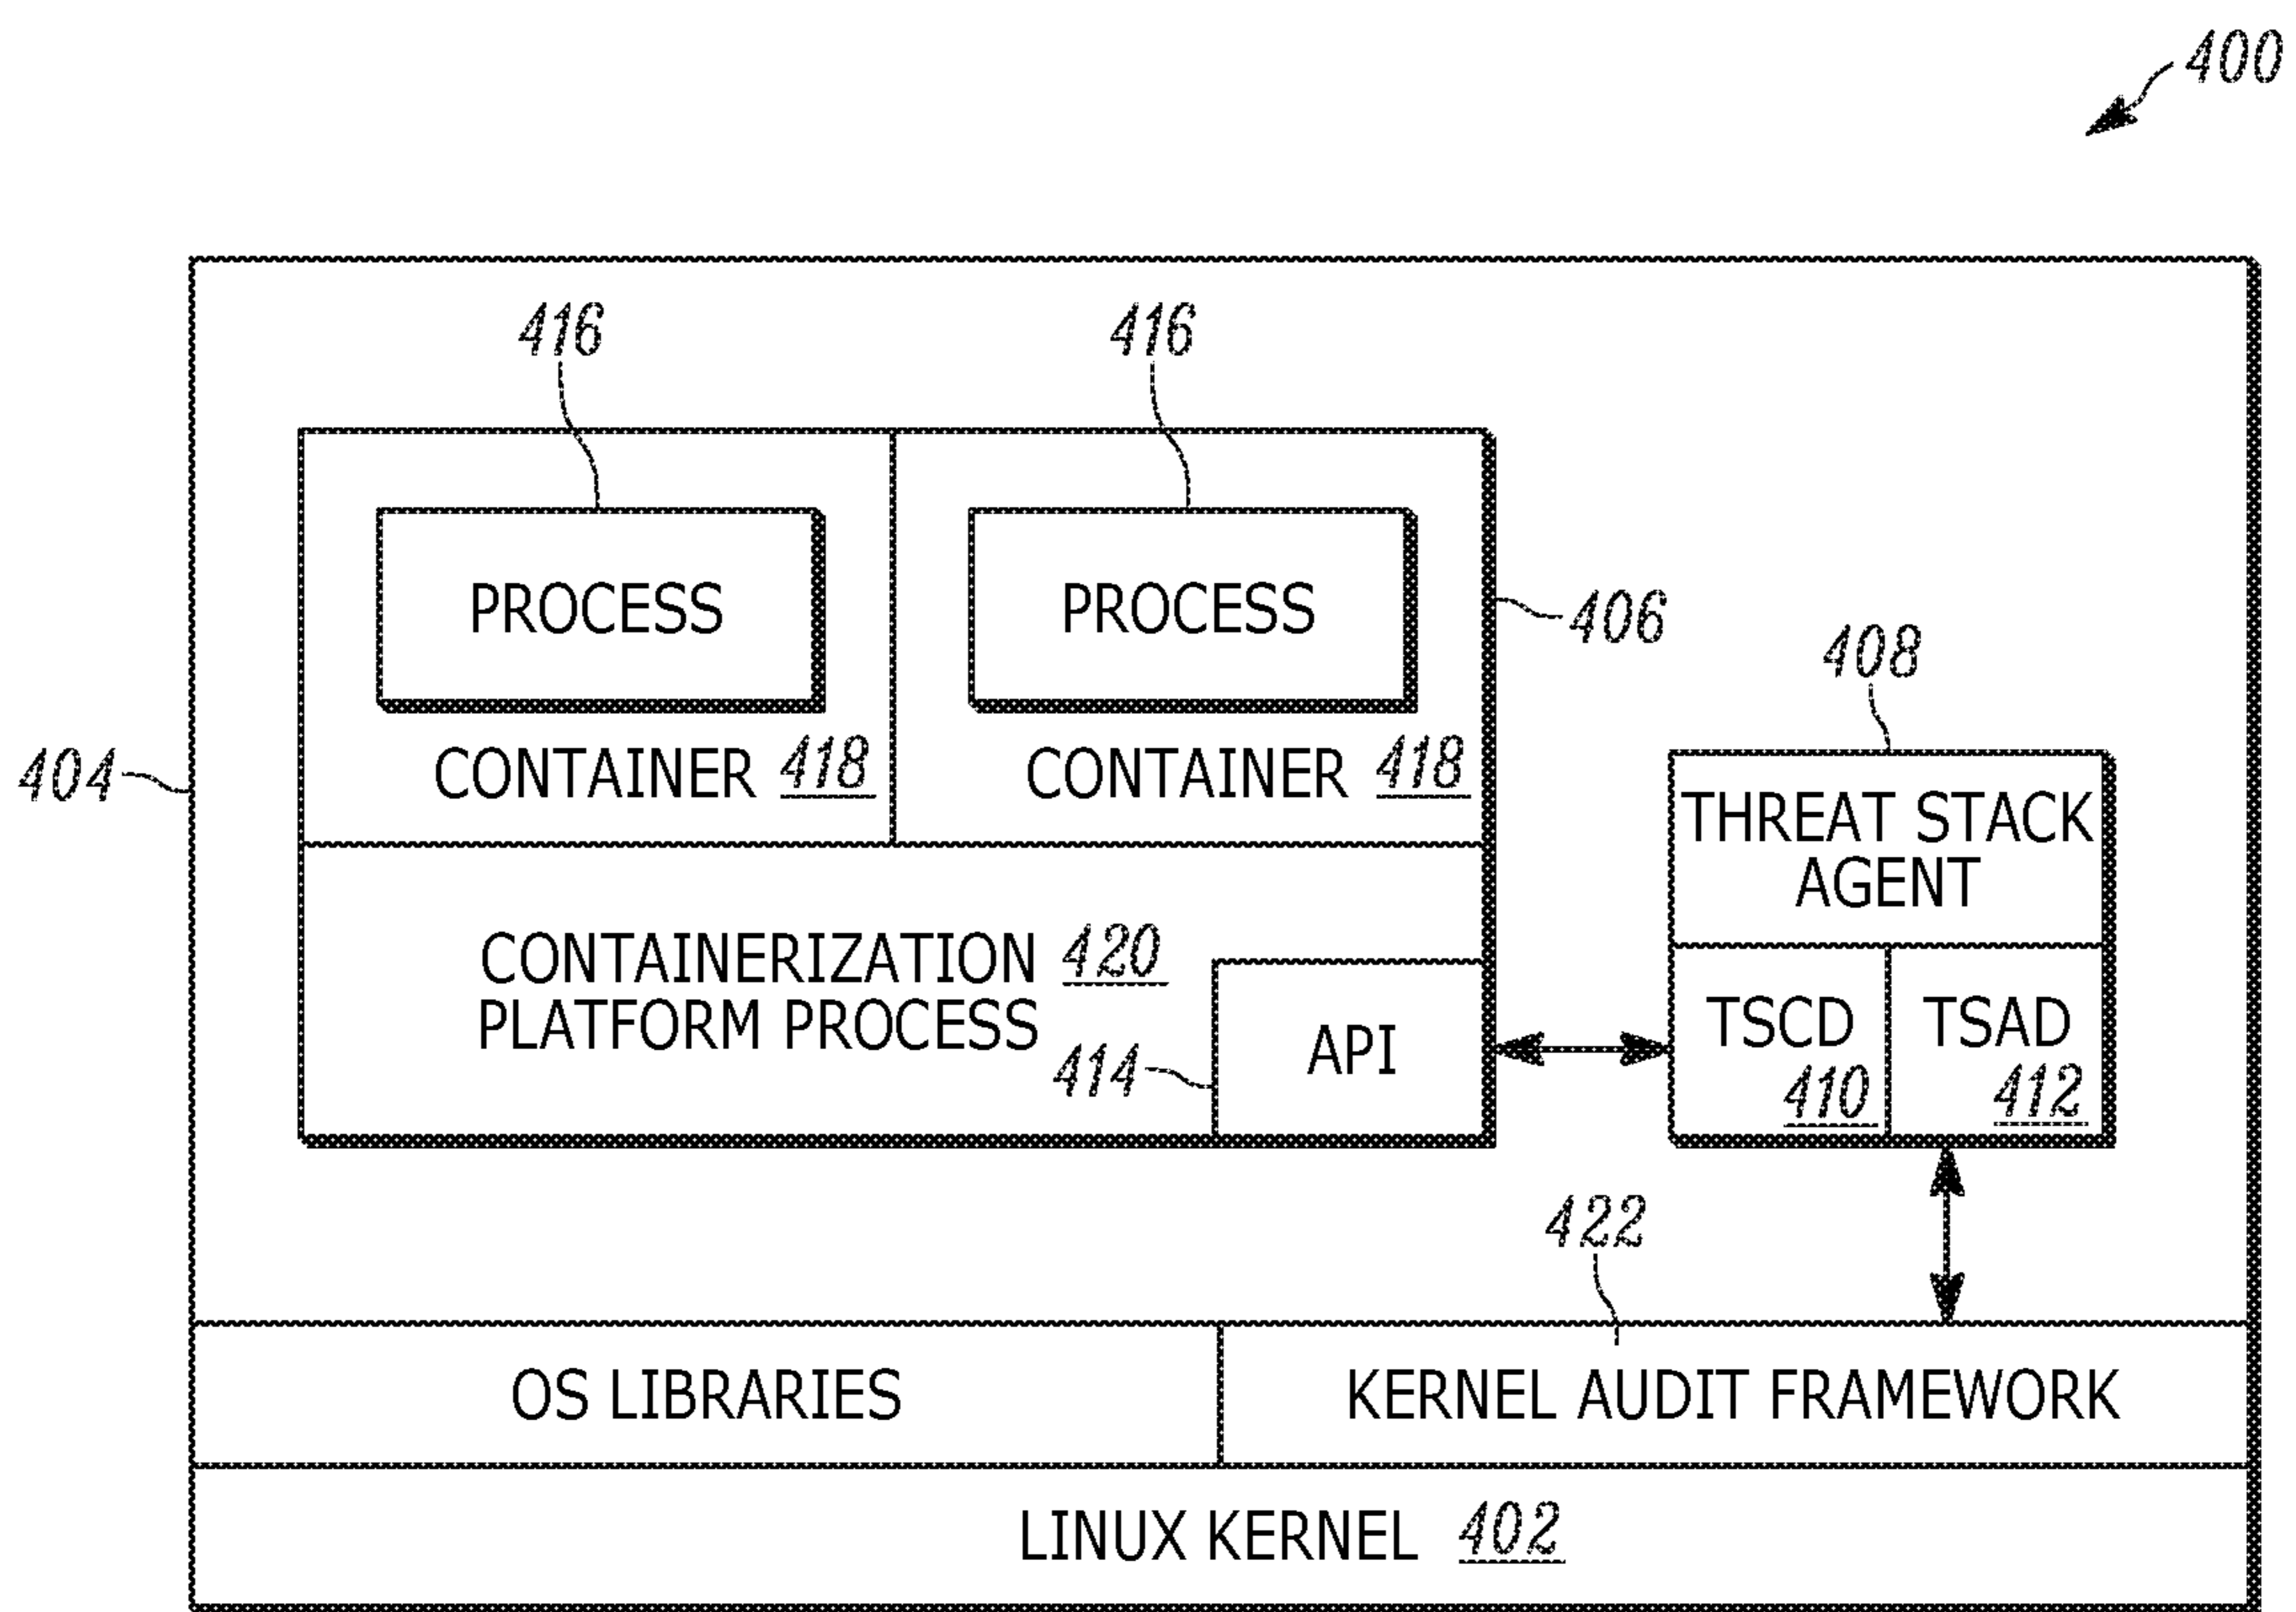 400
416
416
PROCESS
PROCESS
406
408
CONTAINER 418
CONTAINER 418
404
THREAT STACK
AGENT
CONTAINERIZATION 420
PLATFORM PROCESS
414
API
TSCD
410
TSAD
412
422
OS LIBRARIES
KERNEL AUDIT FRAMEWORK
LINUX KERNEL 402